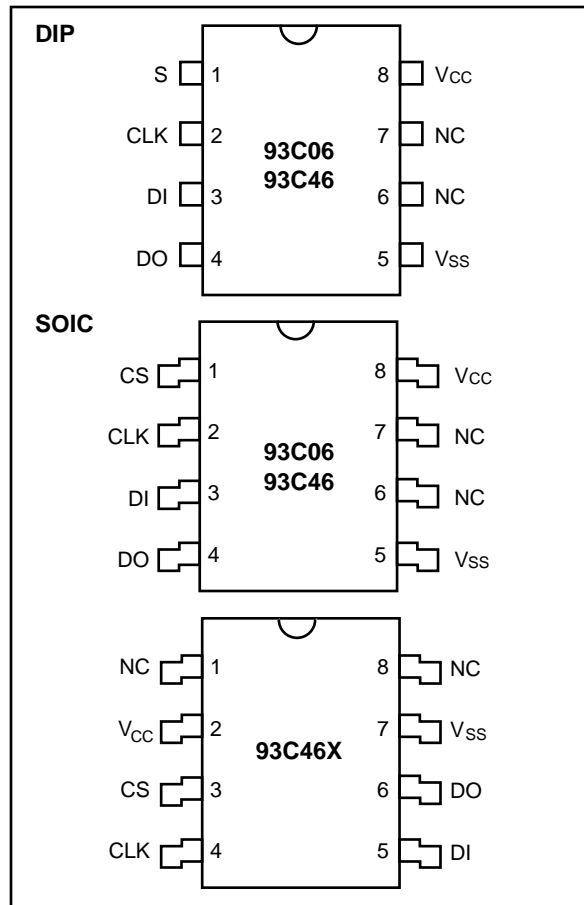 DIP
S 1 8 VCC
CLK 2 93C06 7 NC
93C46
DI 3 6 NC
DO 4 5 VSS
SOIC
CS 1 8 VCC
CLK 2 93C06 7 NC
93C46
DI 3 6 NC
DO 4 5 VSS
NC 1 8 NC
VCC 2 93C46X 7 VSS
CS 3 6 DO
CLK 4 5 DI